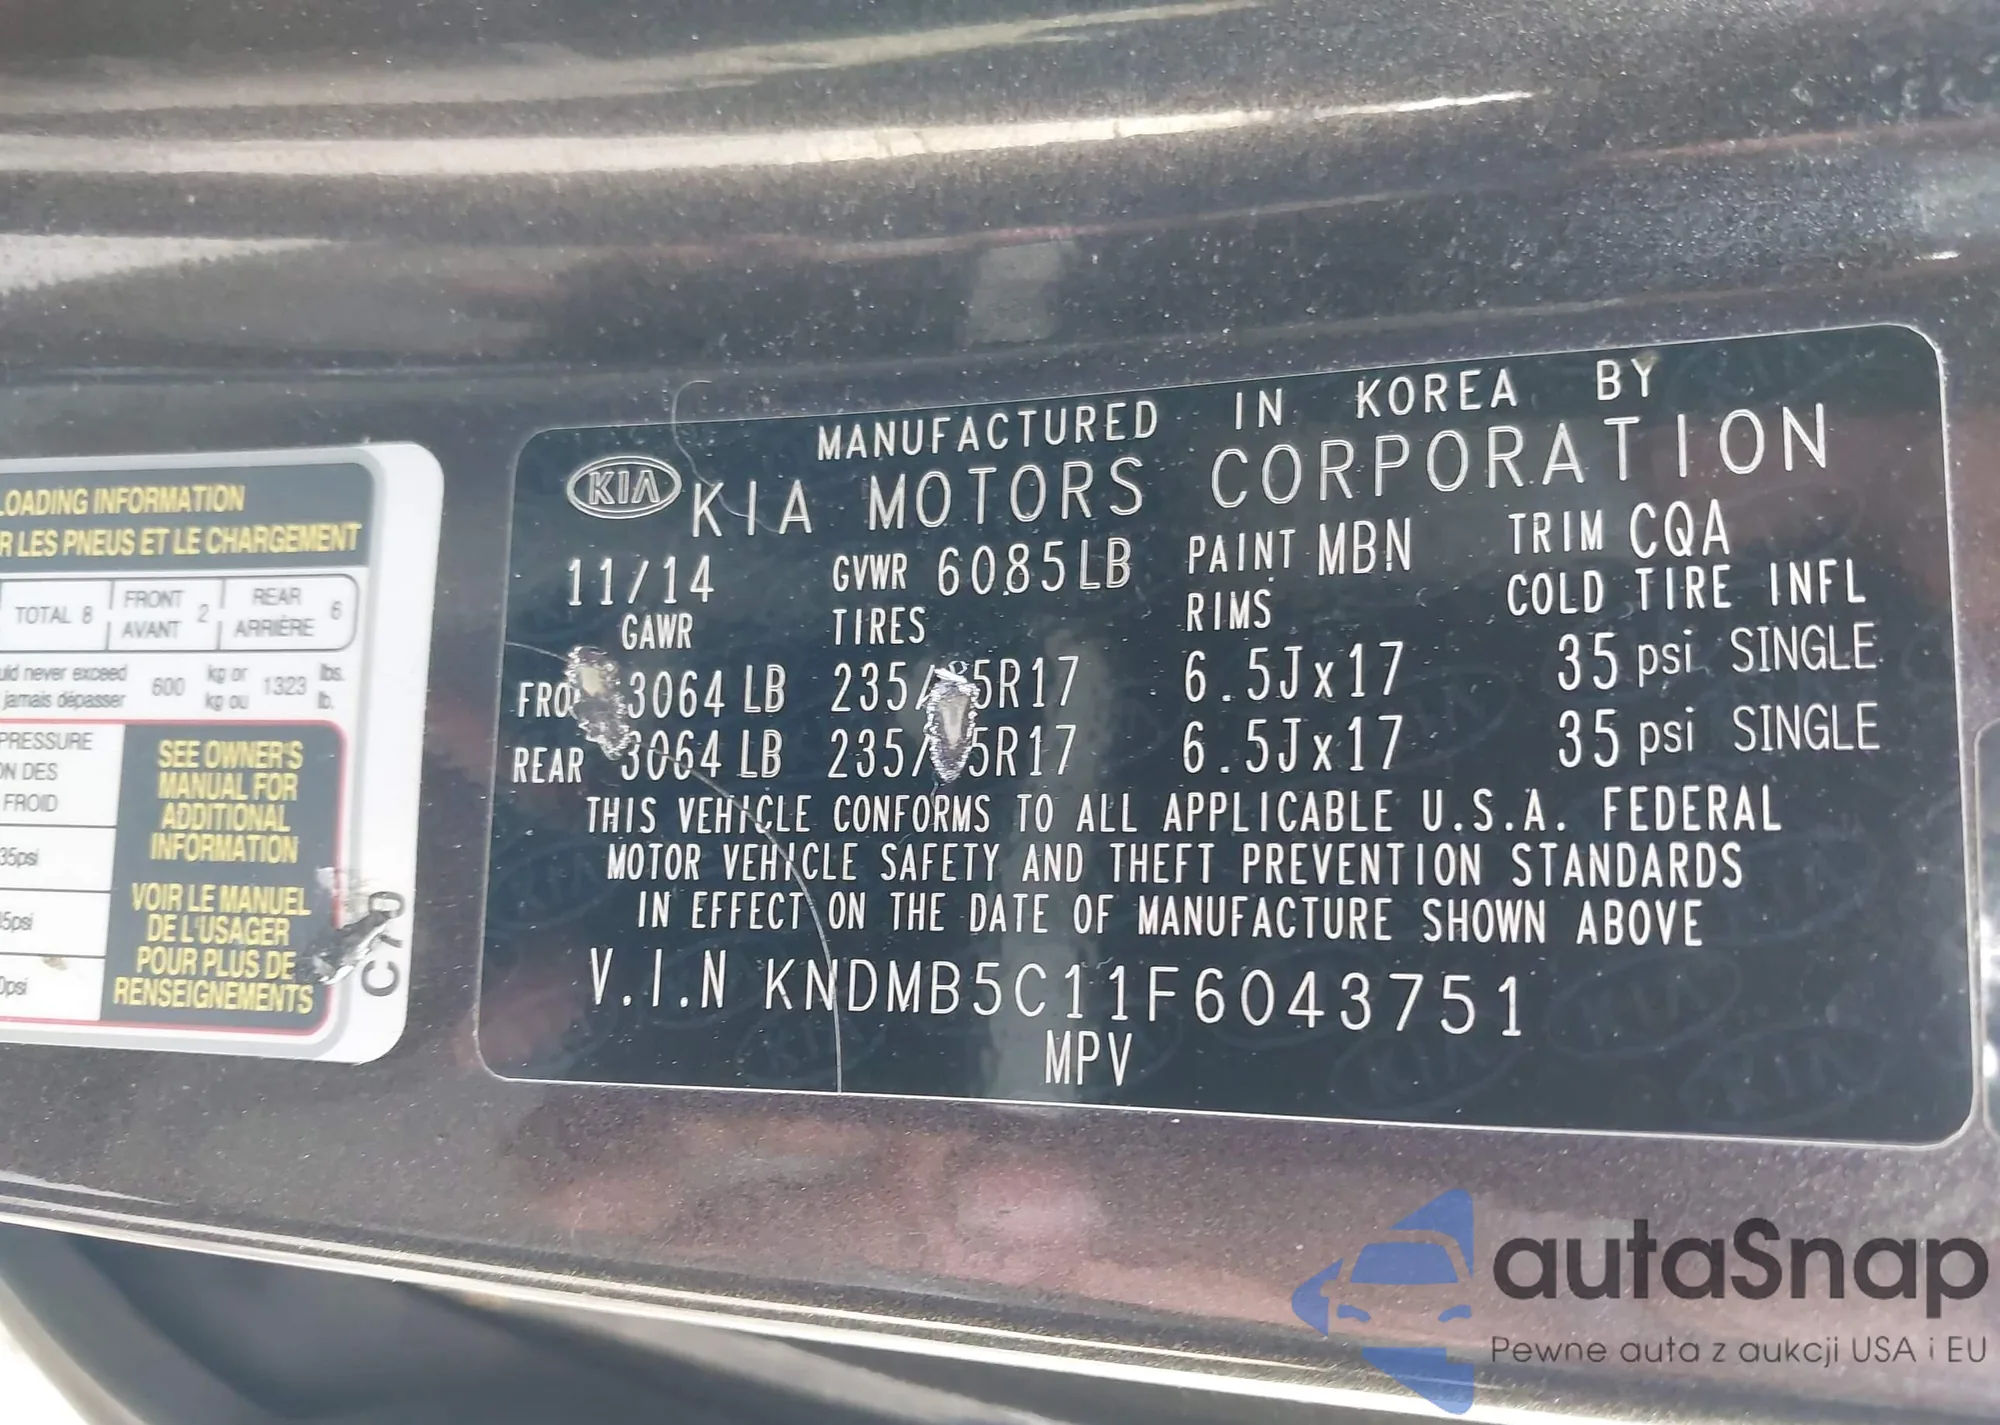 LOADING INFORMATION
R LES PNEUS ET LE CHARGEMENT
TOTAL 8
FRONT
AVANT
2
REAR
ARRIÈRE
6
uld never exceed
jamais dépasser
600
kg or
kg ou
1323
lbs.
lb.
PRESSURE
ON DES
FROID
35psi
35psi
0psi
SEE OWNER'S
MANUAL FOR
ADDITIONAL
INFORMATION
VOIR LE MANUEL
DE L'USAGER
POUR PLUS DE
RENSEIGNEMENTS
MANUFACTURED IN KOREA BY
KIA
KIA MOTORS CORPORATION
11/14 GVWR 6085LB PAINT MBN TRIM CQA
GAWR TIRES RIMS COLD TIRE INFL
FRO 3064 LB 235/ 5R17 6.5Jx17 35 psi SINGLE
REAR 3064 LB 235/ 5R17 6.5Jx17 35 psi SINGLE
THIS VEHICLE CONFORMS TO ALL APPLICABLE U.S.A. FEDERAL
MOTOR VEHICLE SAFETY AND THEFT PREVENTION STANDARDS
IN EFFECT ON THE DATE OF MANUFACTURE SHOWN ABOVE
V.I.N KNDMB5C11F6043751
MPV
autaSnap
Pewne auta z aukcji USA i EU